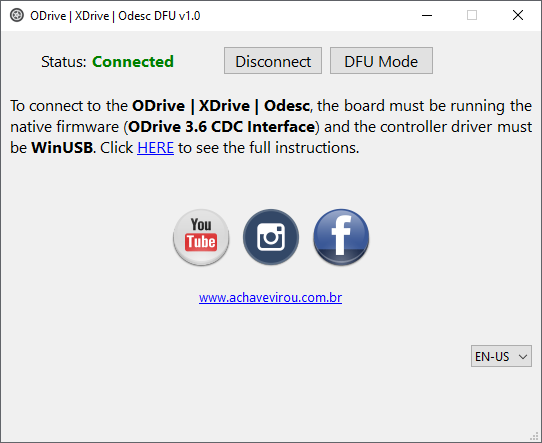 ODrive | XDrive | Odesc DFU v1.0
Status: Connected Disconnect DFU Mode
To connect to the ODrive | XDrive | Odesc, the board must be running the
native firmware (ODrive 3.6 CDC Interface) and the controller driver must
be WinUSB. Click HERE to see the full instructions.
You
Tube
f
www.achavevirou.com.br
EN-US